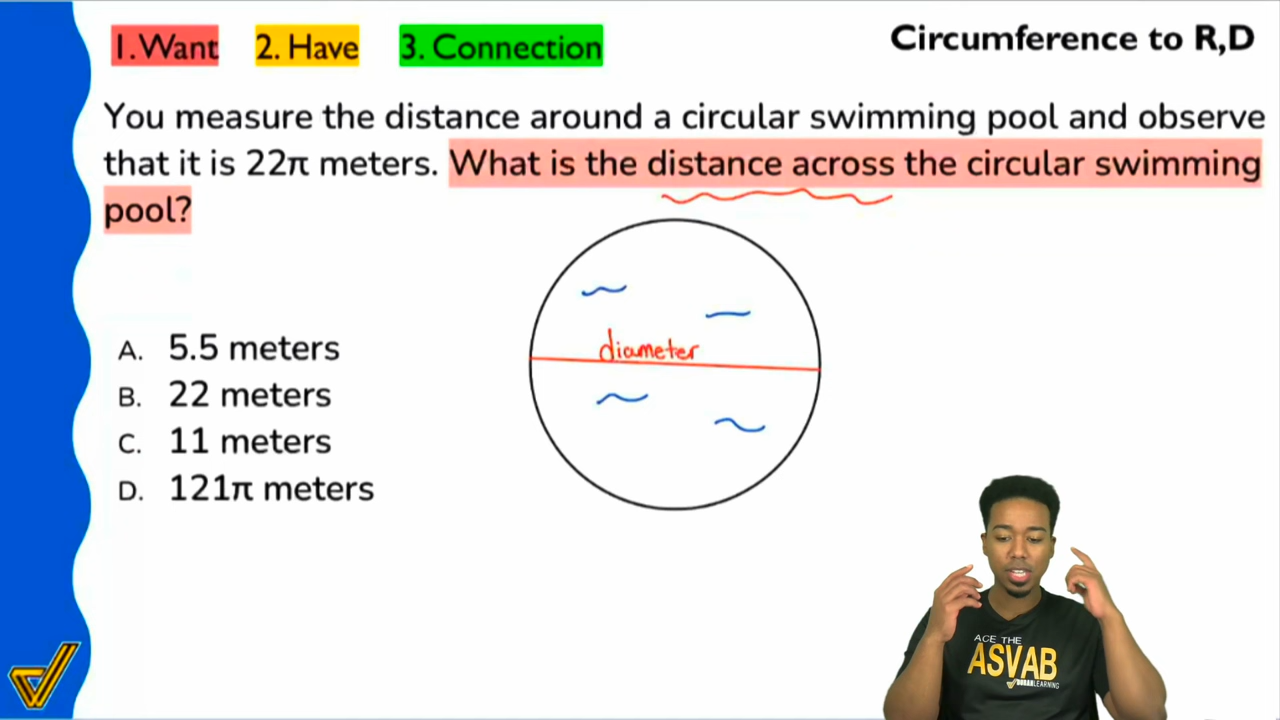 1. Want 2. Have 3. Connection
Circumference to R,D
You measure the distance around a circular swimming pool and observe
that it is 22π meters. What is the distance across the circular swimming
pool?
diameter
A. 5.5 meters
B. 22 meters
C. 11 meters
D. 121π meters
ACE THE
ASVAB
DURAN LEARNING